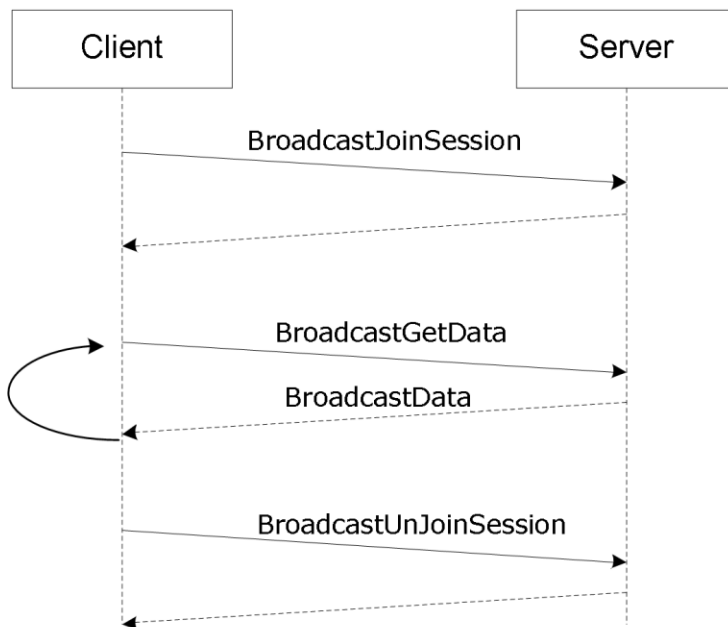 Client
Server
BroadcastJoinSession
BroadcastGetData
BroadcastData
BroadcastUnJoinSession